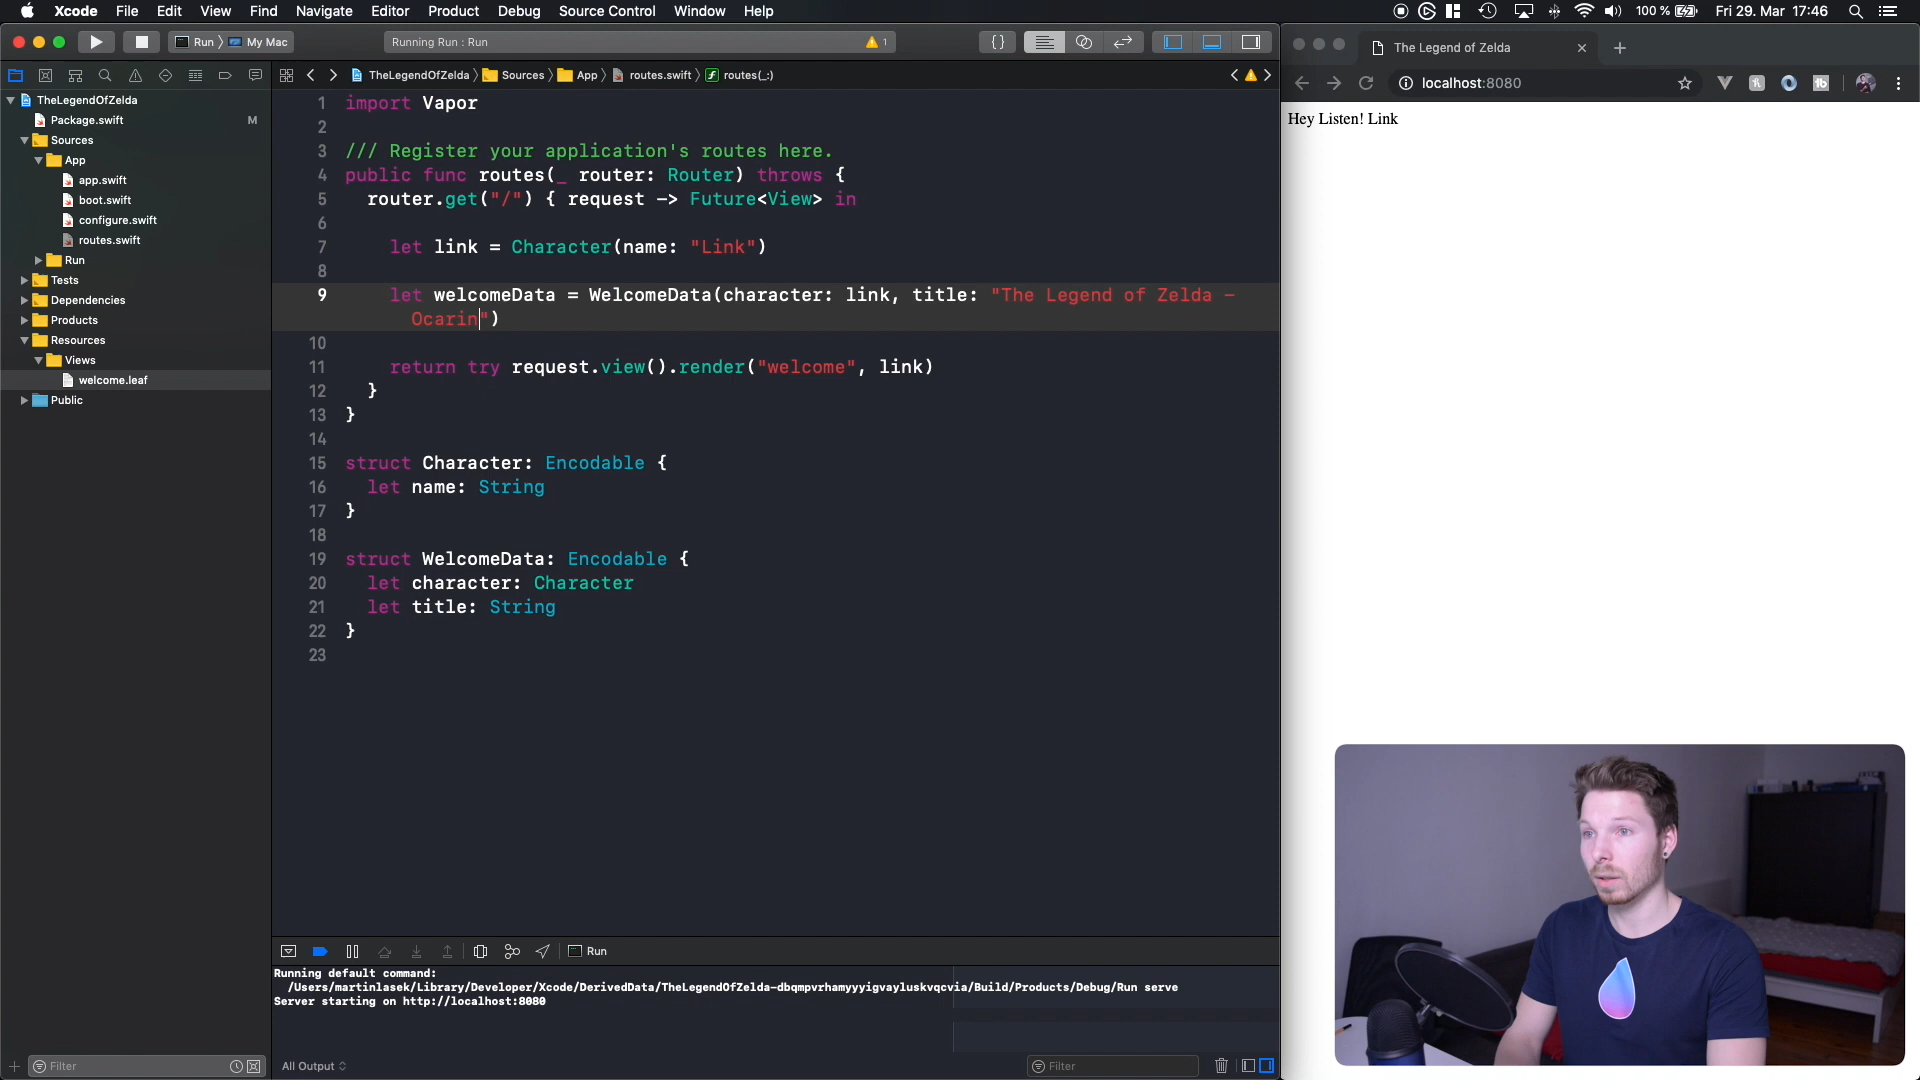 Xcode File Edit View Find Navigate Editor Product Debug Source Control Window Help
100 % Fri 29. Mar 17:46
Run My Mac
Running Run : Run
1
The Legend of Zelda
localhost:8080
Hey Listen! Link
TheLegendOfZelda Sources App routes.swift routes(_:)
TheLegendOfZelda
Package.swift M
Sources
App
app.swift
boot.swift
configure.swift
routes.swift
Run
Tests
Dependencies
Products
Resources
Views
welcome.leaf
Public
1 import Vapor
2
3 /// Register your application's routes here.
4 public func routes(_ router: Router) throws {
5 router.get("/") { request -> Future<View> in
6
7 let link = Character(name: "Link")
8
9 let welcomeData = WelcomeData(character: link, title: "The Legend of Zelda -
Ocarin")
10
11 return try request.view().render("welcome", link)
12 }
13 }
14
15 struct Character: Encodable {
16 let name: String
17 }
18
19 struct WelcomeData: Encodable {
20 let character: Character
21 let title: String
22 }
23
Run
Running default command:
/Users/martinlasek/Library/Developer/Xcode/DerivedData/TheLegendOfZelda-dbqmpvrhamyyyigvayluskvqcvia/Build/Products/Debug/Run serve
Server starting on http://localhost:8080
Filter
All Output
Filter